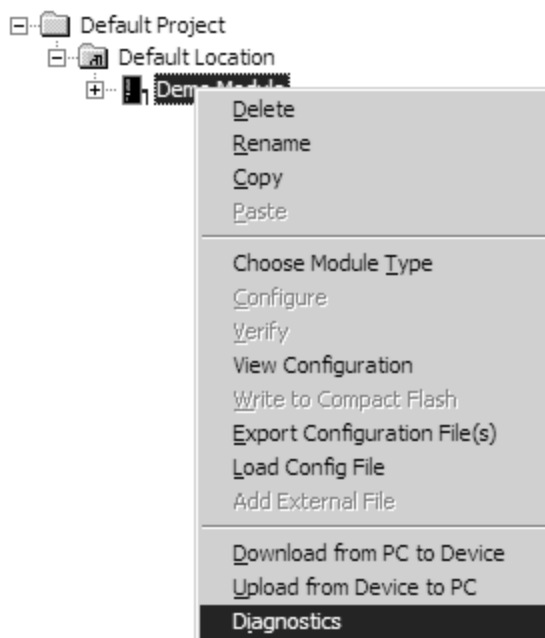 Default Project
Default Location
Demo Module
Delete
Rename
Copy
Paste
Choose Module Type
Configure
Verify
View Configuration
Write to Compact Flash
Export Configuration File(s)
Load Config File
Add External File
Download from PC to Device
Upload from Device to PC
Diagnostics